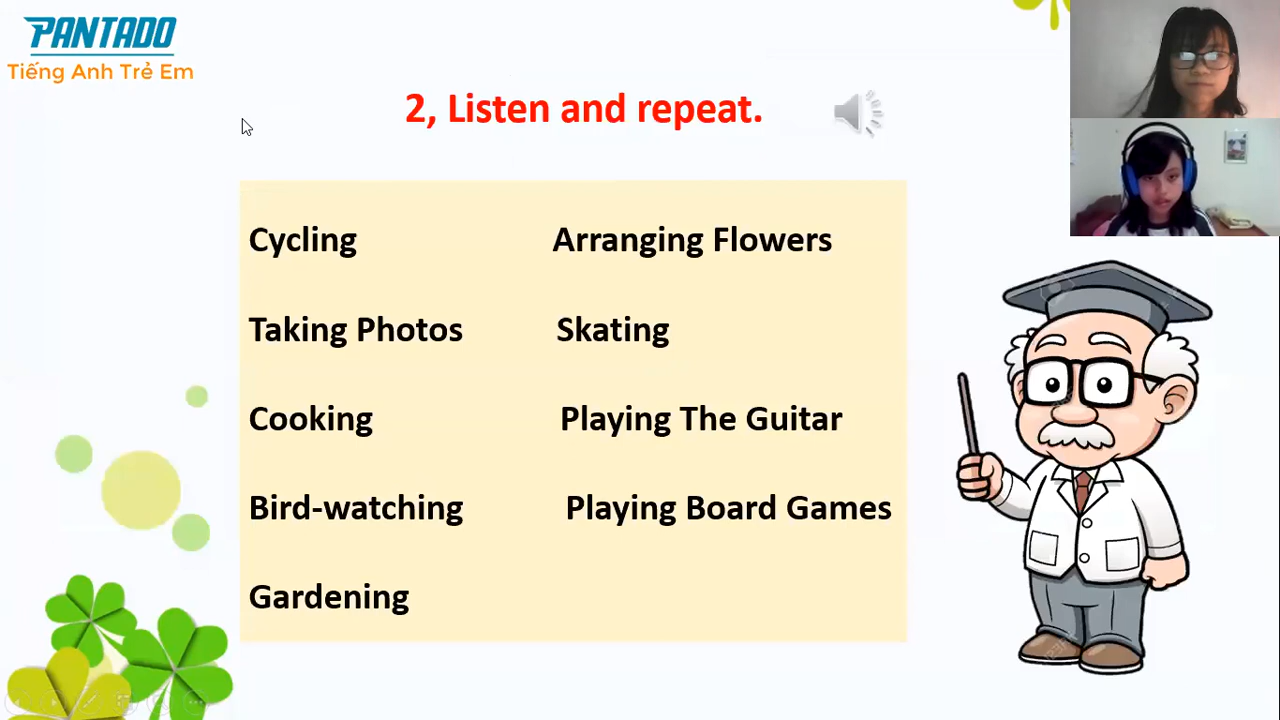 PANTADO
Tiếng Anh Trẻ Em
2, Listen and repeat.
Cycling Arranging Flowers
Taking Photos Skating
Cooking Playing The Guitar
Bird-watching Playing Board Games
Gardening